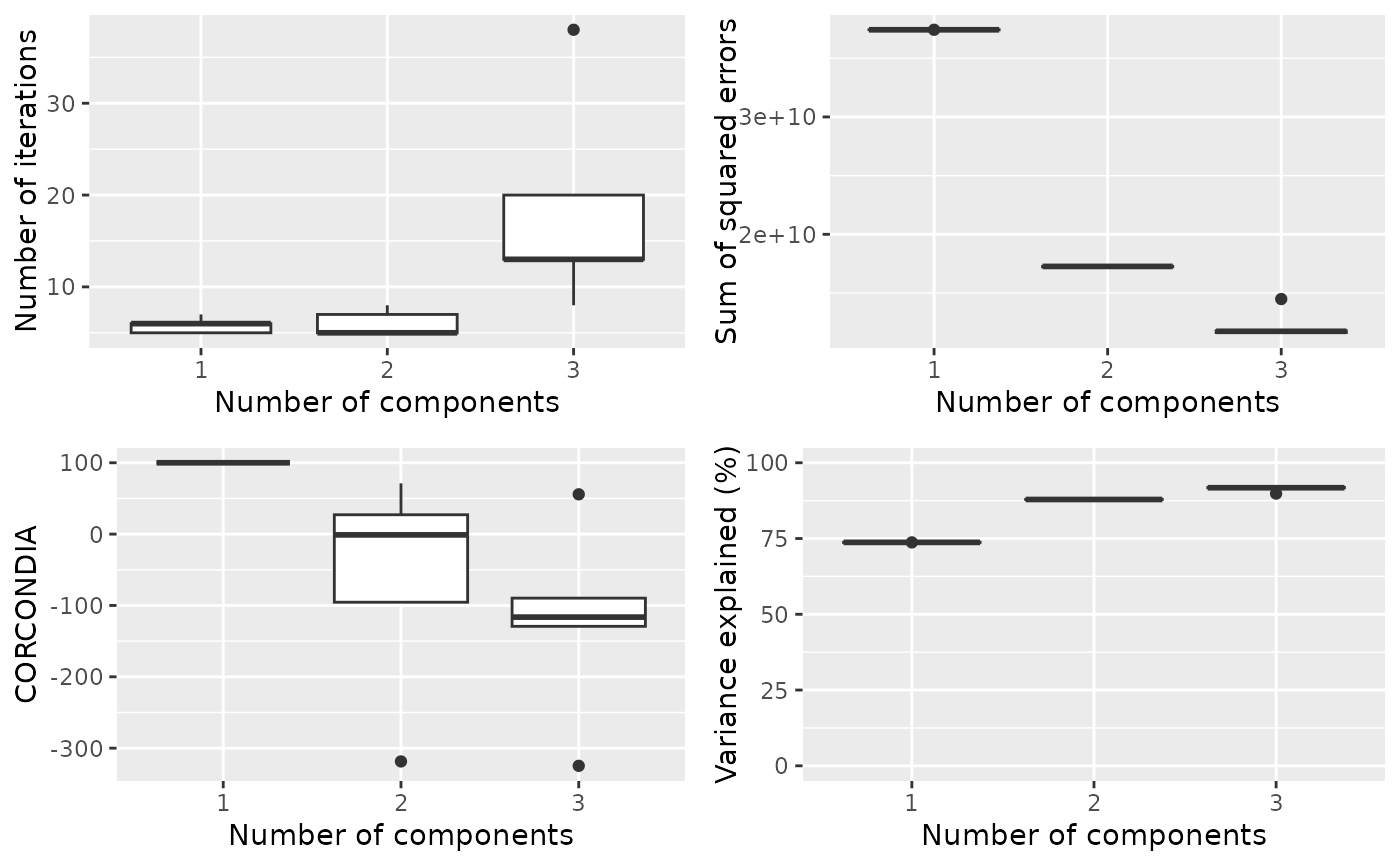 Number of iterations
30
20
10
1 2 3
Number of components
Sum of squared errors
3e+10
2e+10
1 2 3
Number of components
CORCONDIA
100
0
-100
-200
-300
1 2 3
Number of components
Variance explained (%)
100
75
50
25
0
1 2 3
Number of components